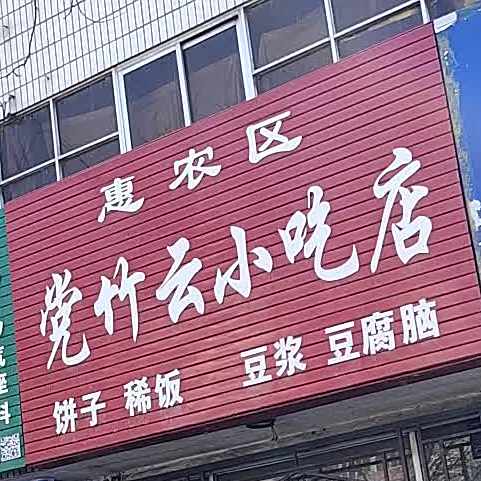 惠农区
党竹云小吃店
饼子 稀饭 豆浆 豆腐脑